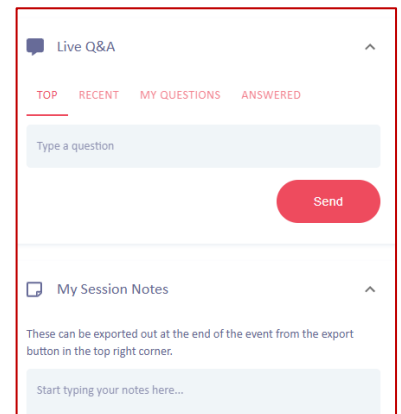 Live Q&A
TOP RECENT MY QUESTIONS ANSWERED
Type a question
Send
My Session Notes
These can be exported out at the end of the event from the export
button in the top right corner.
Start typing your notes here...